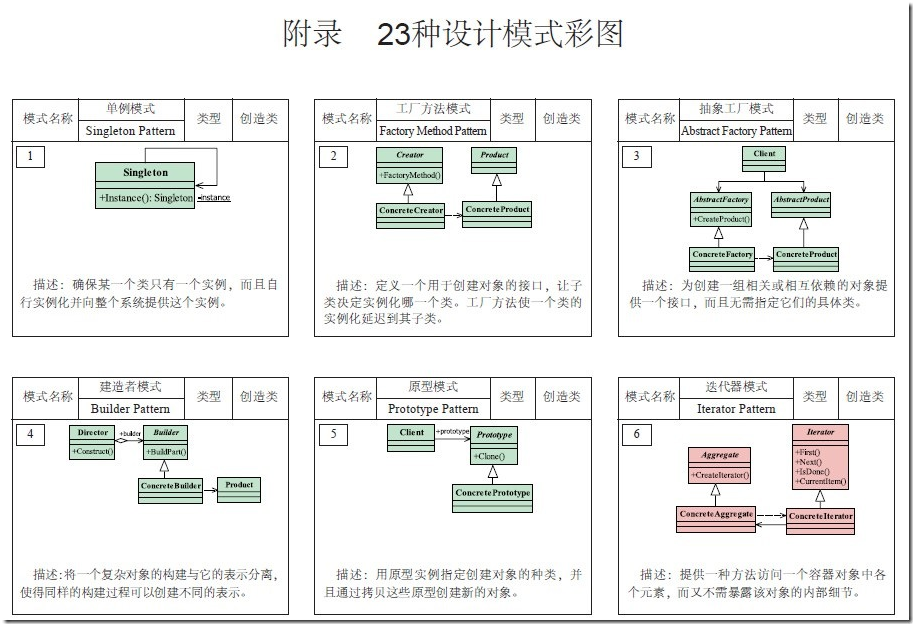 附录 23种设计模式彩图
模式名称
单例模式
Singleton Pattern
类型
创造类
1
Singleton
+Instance(): Singleton
-instance
描述：确保某一个类只有一个实例，而且自
行实例化并向整个系统提供这个实例。
模式名称
工厂方法模式
Factory Method Pattern
类型
创造类
2
Creator
+FactoryMethod()
Product
ConcreteCreator
ConcreteProduct
描述：定义一个用于创建对象的接口，让子
类决定实例化哪一个类。工厂方法使一个类的
实例化延迟到其子类。
模式名称
抽象工厂模式
Abstract Factory Pattern
类型
创造类
3
Client
AbstractFactory
+CreateProduct()
AbstractProduct
ConcreteFactory
ConcreteProduct
描述：为创建一组相关或相互依赖的对象提
供一个接口，而且无需指定它们的具体类。
模式名称
建造者模式
Builder Pattern
类型
创造类
4
Director
+Construct()
+builder
Builder
+BuildPart()
ConcreteBuilder
Product
描述:将一个复杂对象的构建与它的表示分离，
使得同样的构建过程可以创建不同的表示。
模式名称
原型模式
Prototype Pattern
类型
创造类
5
Client
+prototype
Prototype
+Clone()
ConcretePrototype
描述：用原型实例指定创建对象的种类，并
且通过拷贝这些原型创建新的对象。
模式名称
迭代器模式
Iterator Pattern
类型
创造类
6
Aggregate
+CreateIterator()
Iterator
+First()
+Next()
+IsDone()
+CurrentItem()
ConcreteAggregate
ConcreteIterator
描述：提供一种方法访问一个容器对象中各
个元素，而又不需暴露该对象的内部细节。